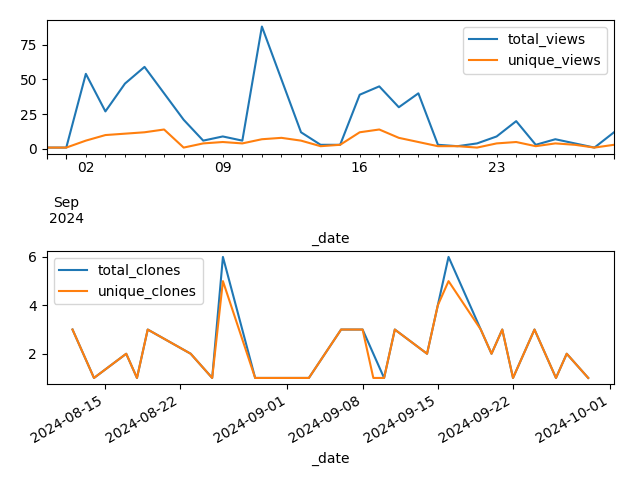 75
50
25
0
total_views
unique_views
02
09
16
23
Sep
2024
_date
6
4
2
total_clones
unique_clones
2024-08-15
2024-08-22
2024-09-01
2024-09-08
2024-09-15
2024-09-22
2024-10-01
_date